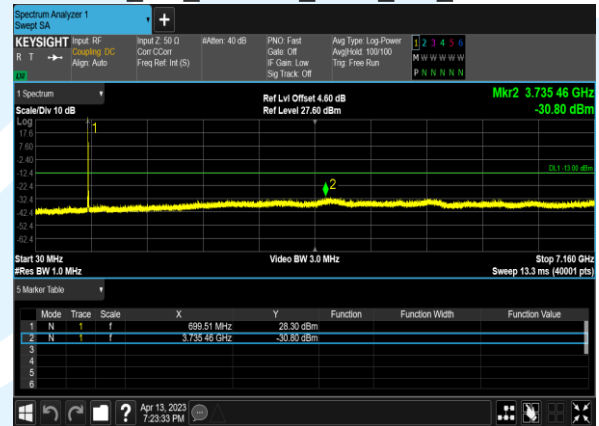 Spectrum Analyzer 1
Swept SA
+
KEYSIGHT Input: RF Input Z: 50 Ω #Atten: 40 dB PNO: Fast Avg Type: Log-Power 1 2 3 4 5 6
R T Coupling: DC Corr CCorr Gate: Off Avg|Hold: 100/100 M W W W W W
Align: Auto Freq Ref: Int (S) IF Gain: Low Trig: Free Run P N N N N N
LW Sig Track: Off
1 Spectrum Ref Lvl Offset 4.60 dB Mkr2 3.735 46 GHz
Scale/Div 10 dB Ref Level 27.60 dBm -30.80 dBm
Log
1
17.6
7.60
-2.40
DL1 -13.00 dBm
-12.4
-22.4
2
-32.4
-42.4
-52.4
-62.4
Start 30 MHz Video BW 3.0 MHz Stop 7.160 GHz
#Res BW 1.0 MHz Sweep 13.3 ms (40001 pts)
5 Marker Table
Mode Trace Scale X Y Function Function Width Function Value
1 N 1 f 699.51 MHz 28.30 dBm
2 N 1 f 3.735 46 GHz -30.80 dBm
3
4
5
6
? Apr 13, 2023
7:23:33 PM